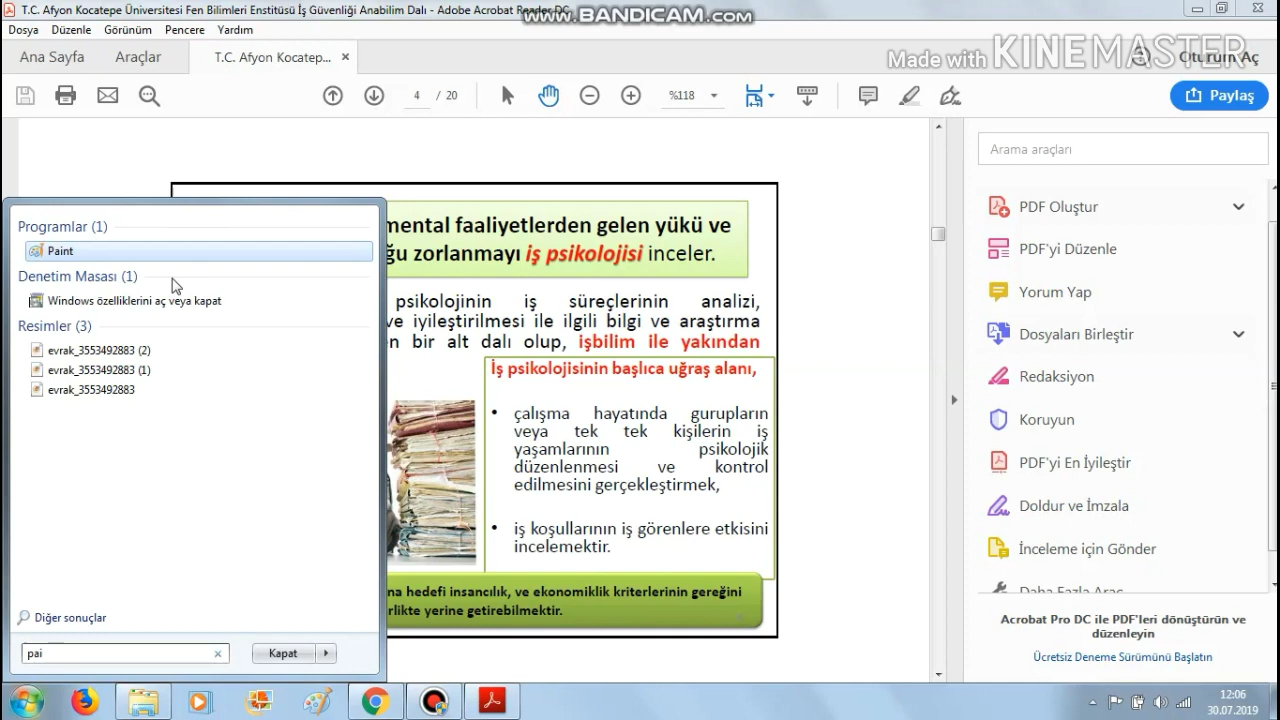 T.C. Afyon Kocatepe Üniversitesi Fen Bilimleri Enstitüsü İş Güvenliği Anabilim Dalı - Adobe Acrobat Reader DC
www.BANDICAM.com
Dosya Düzenle Görünüm Pencere Yardım
Made with KINEMASTER
Ana Sayfa Araçlar T.C. Afyon Kocatep... × Oturum Aç
4 / 20 %118 Paylaş
Arama araçları
mental faaliyetlerden gelen yükü ve
ğu zorlanmayı iş psikolojisi inceler.
psikolojinin iş süreçlerinin analizi,
ve iyileştirilmesi ile ilgili bilgi ve araştırma
en bir alt dalı olup, işbilim ile yakından
İş psikolojisinin başlıca uğraş alanı,
• çalışma hayatında gurupların
veya tek tek kişilerin iş
yaşamlarının psikolojik
düzenlenmesi ve kontrol
edilmesini gerçekleştirmek,
• iş koşullarının iş görenlere etkisini
incelemektir.
na hedefi insancılık, ve ekonomiklik kriterlerinin gereğini
rlikte yerine getirebilmektir.
Programlar (1)
Paint
Denetim Masası (1)
Windows özelliklerini aç veya kapat
Resimler (3)
evrak_3553492883 (2)
evrak_3553492883 (1)
evrak_3553492883
Diğer sonuçlar
pai × Kapat
PDF Oluştur
PDF'yi Düzenle
Yorum Yap
Dosyaları Birleştir
Redaksiyon
Koruyun
PDF'yi En İyileştir
Doldur ve İmzala
İnceleme için Gönder
Daha Fazla Araç
Acrobat Pro DC ile PDF'leri dönüştürün ve
düzenleyin
Ücretsiz Deneme Sürümünü Başlatın
12:06
30.07.2019